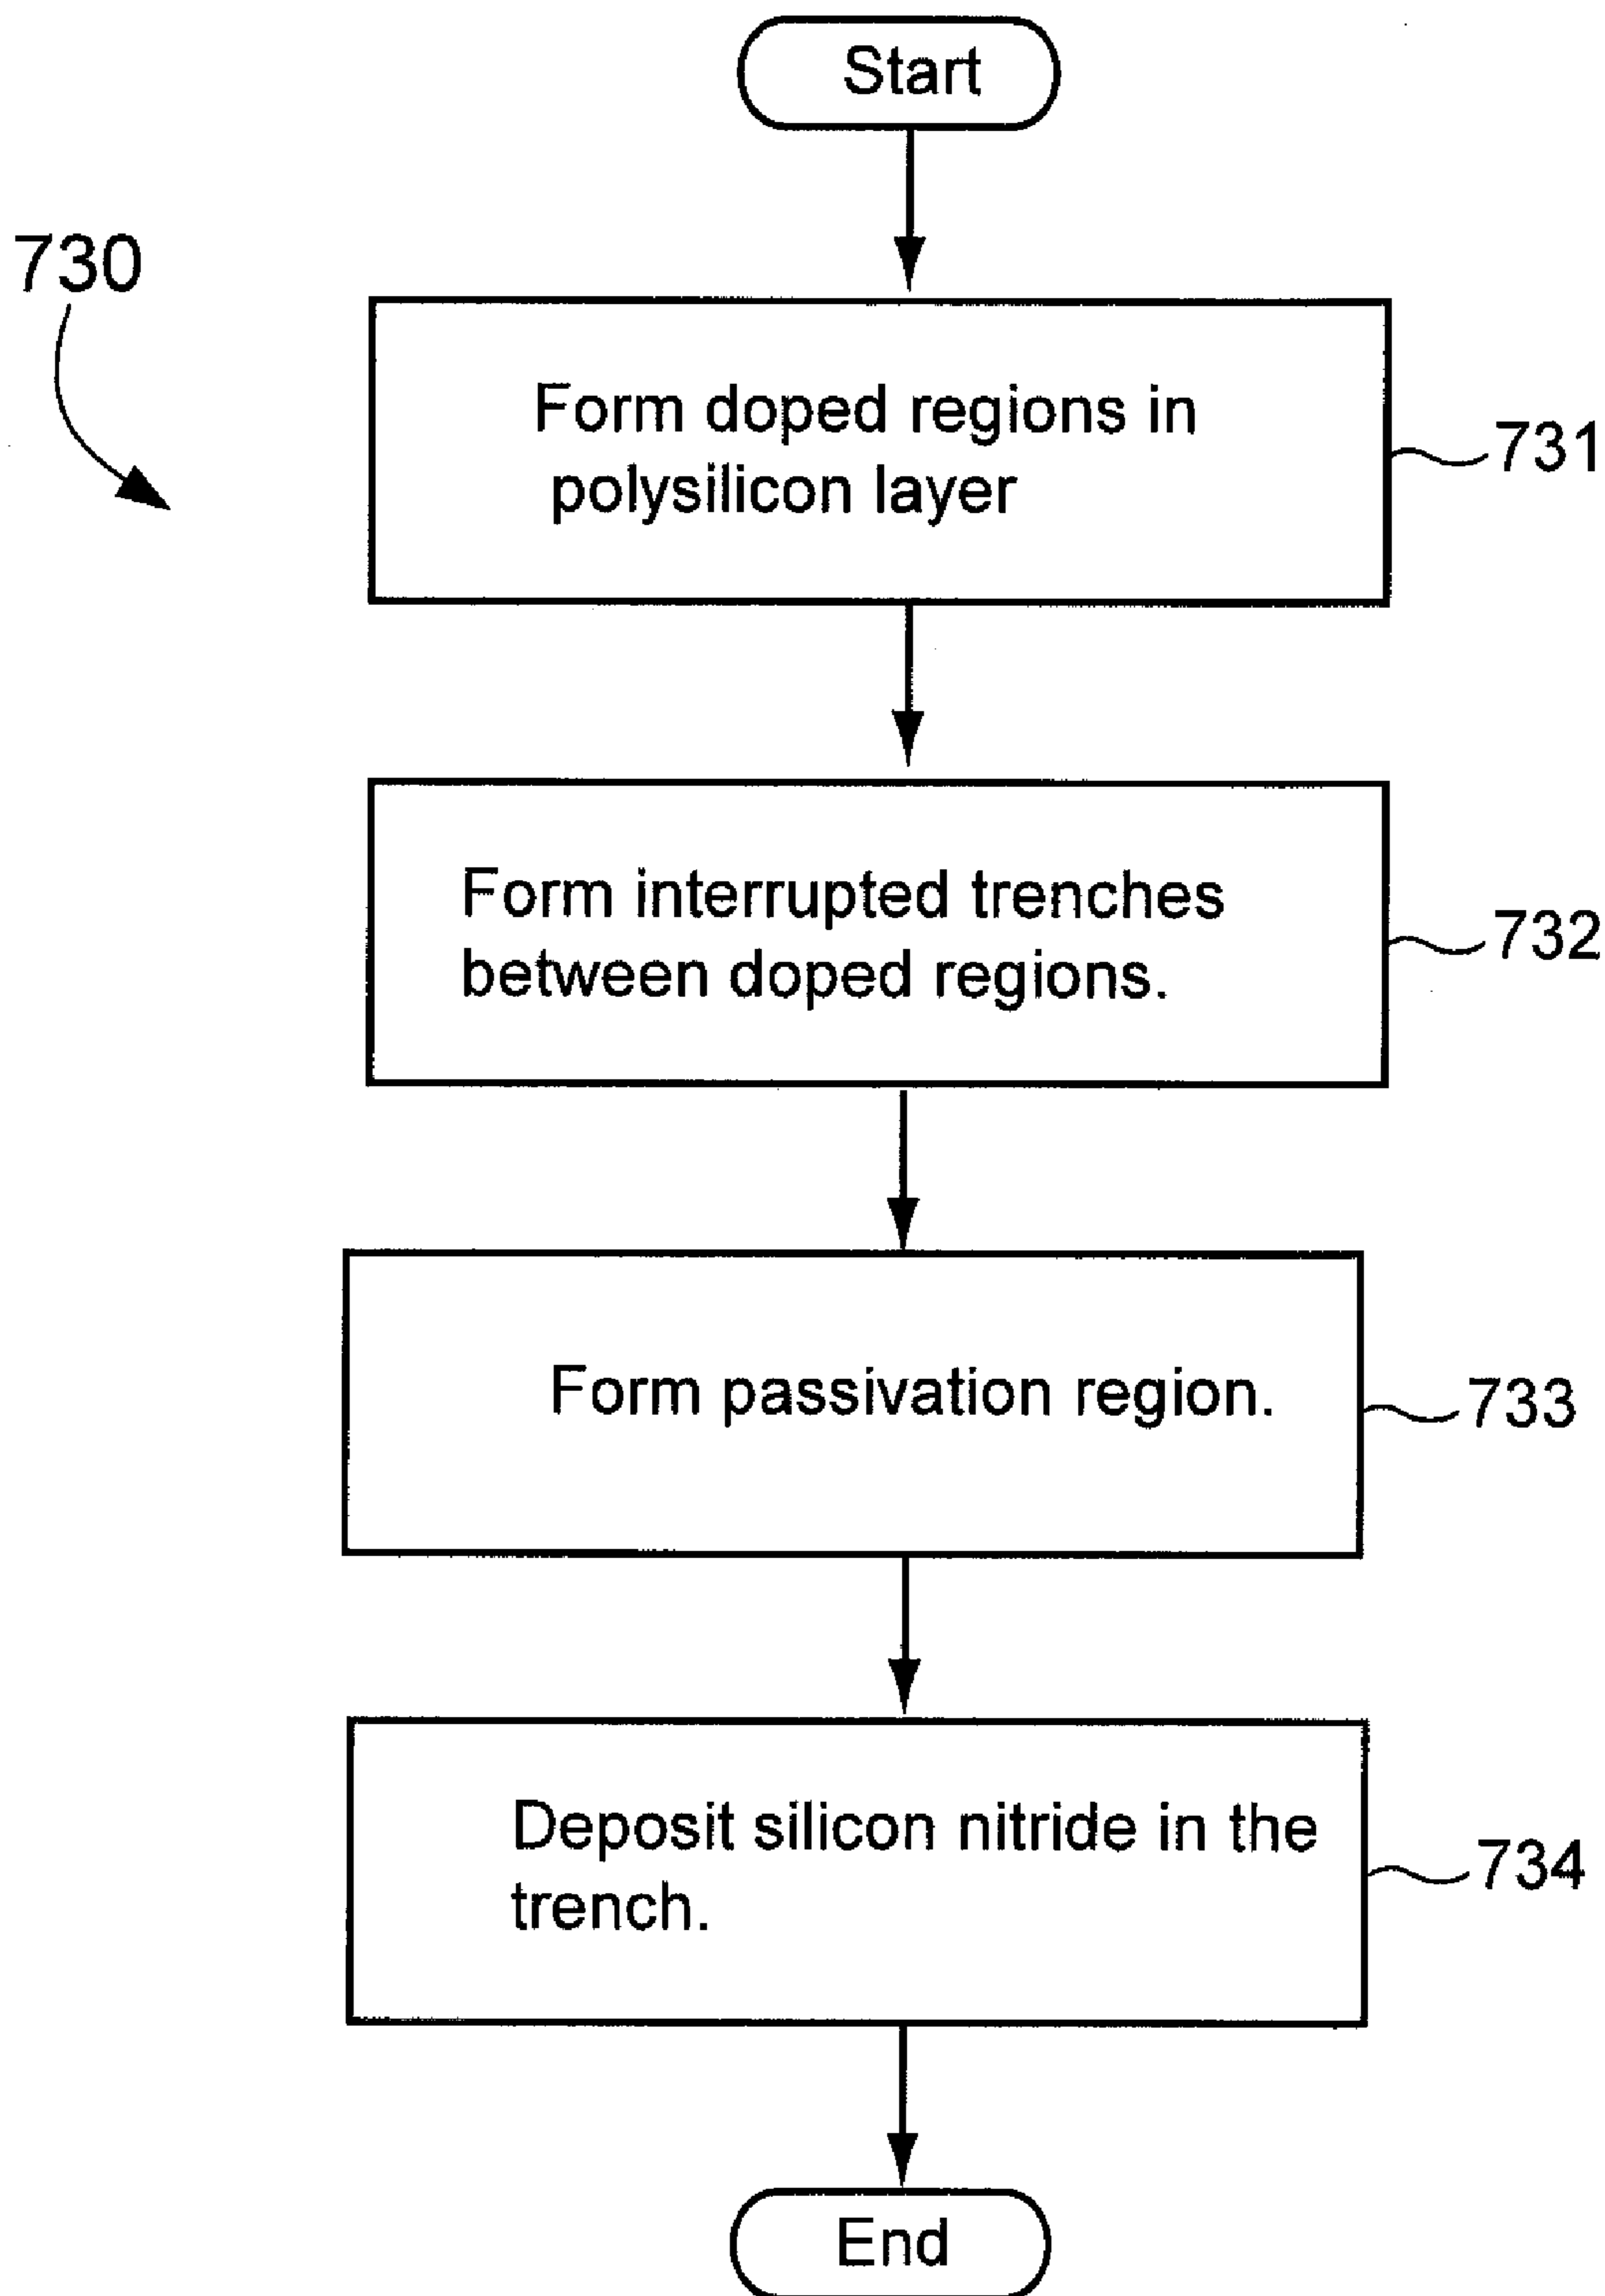 Start
730
Form doped regions in
polysilicon layer
731
Form interrupted trenches
between doped regions.
732
Form passivation region.
733
Deposit silicon nitride in the
trench.
734
End